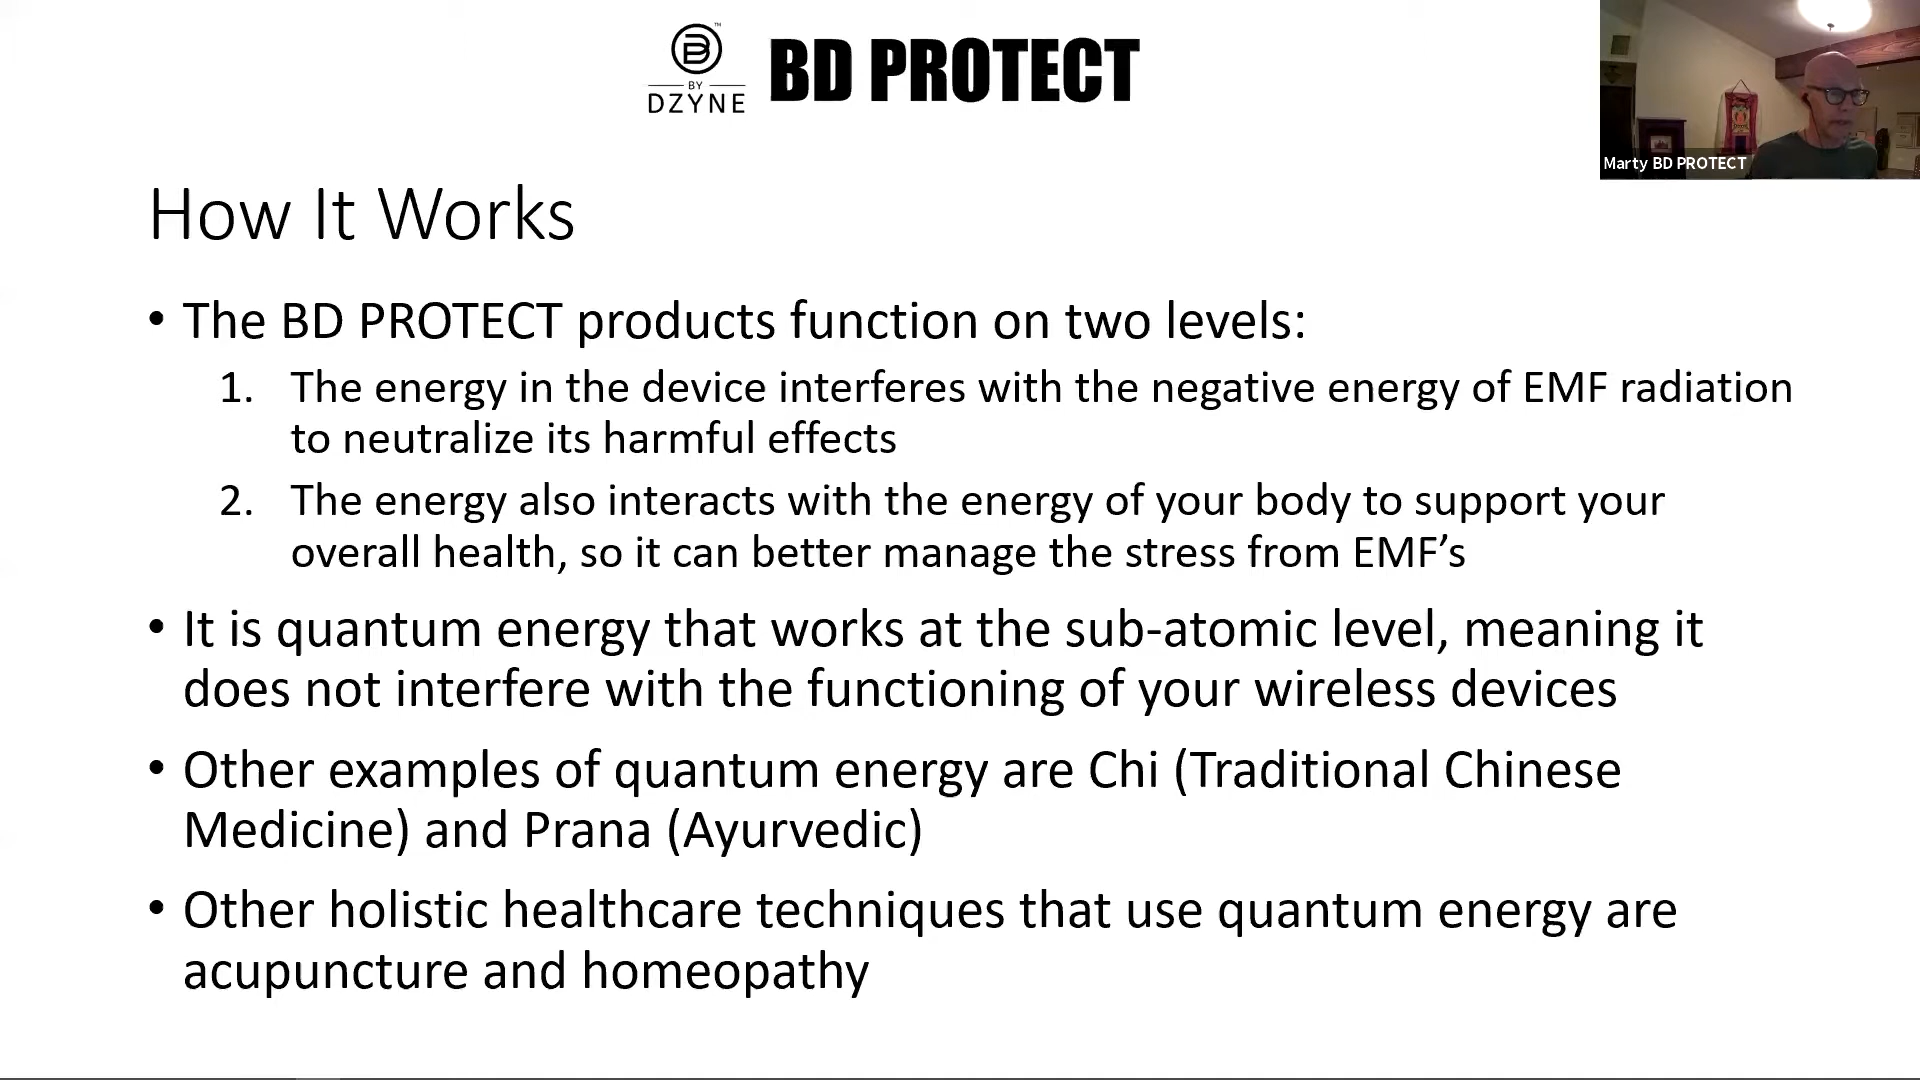 B™
BY
DZYNE
BD PROTECT
Marty BD PROTECT
How It Works
• The BD PROTECT products function on two levels:
1. The energy in the device interferes with the negative energy of EMF radiation
to neutralize its harmful effects
2. The energy also interacts with the energy of your body to support your
overall health, so it can better manage the stress from EMF’s
• It is quantum energy that works at the sub-atomic level, meaning it
does not interfere with the functioning of your wireless devices
• Other examples of quantum energy are Chi (Traditional Chinese
Medicine) and Prana (Ayurvedic)
• Other holistic healthcare techniques that use quantum energy are
acupuncture and homeopathy